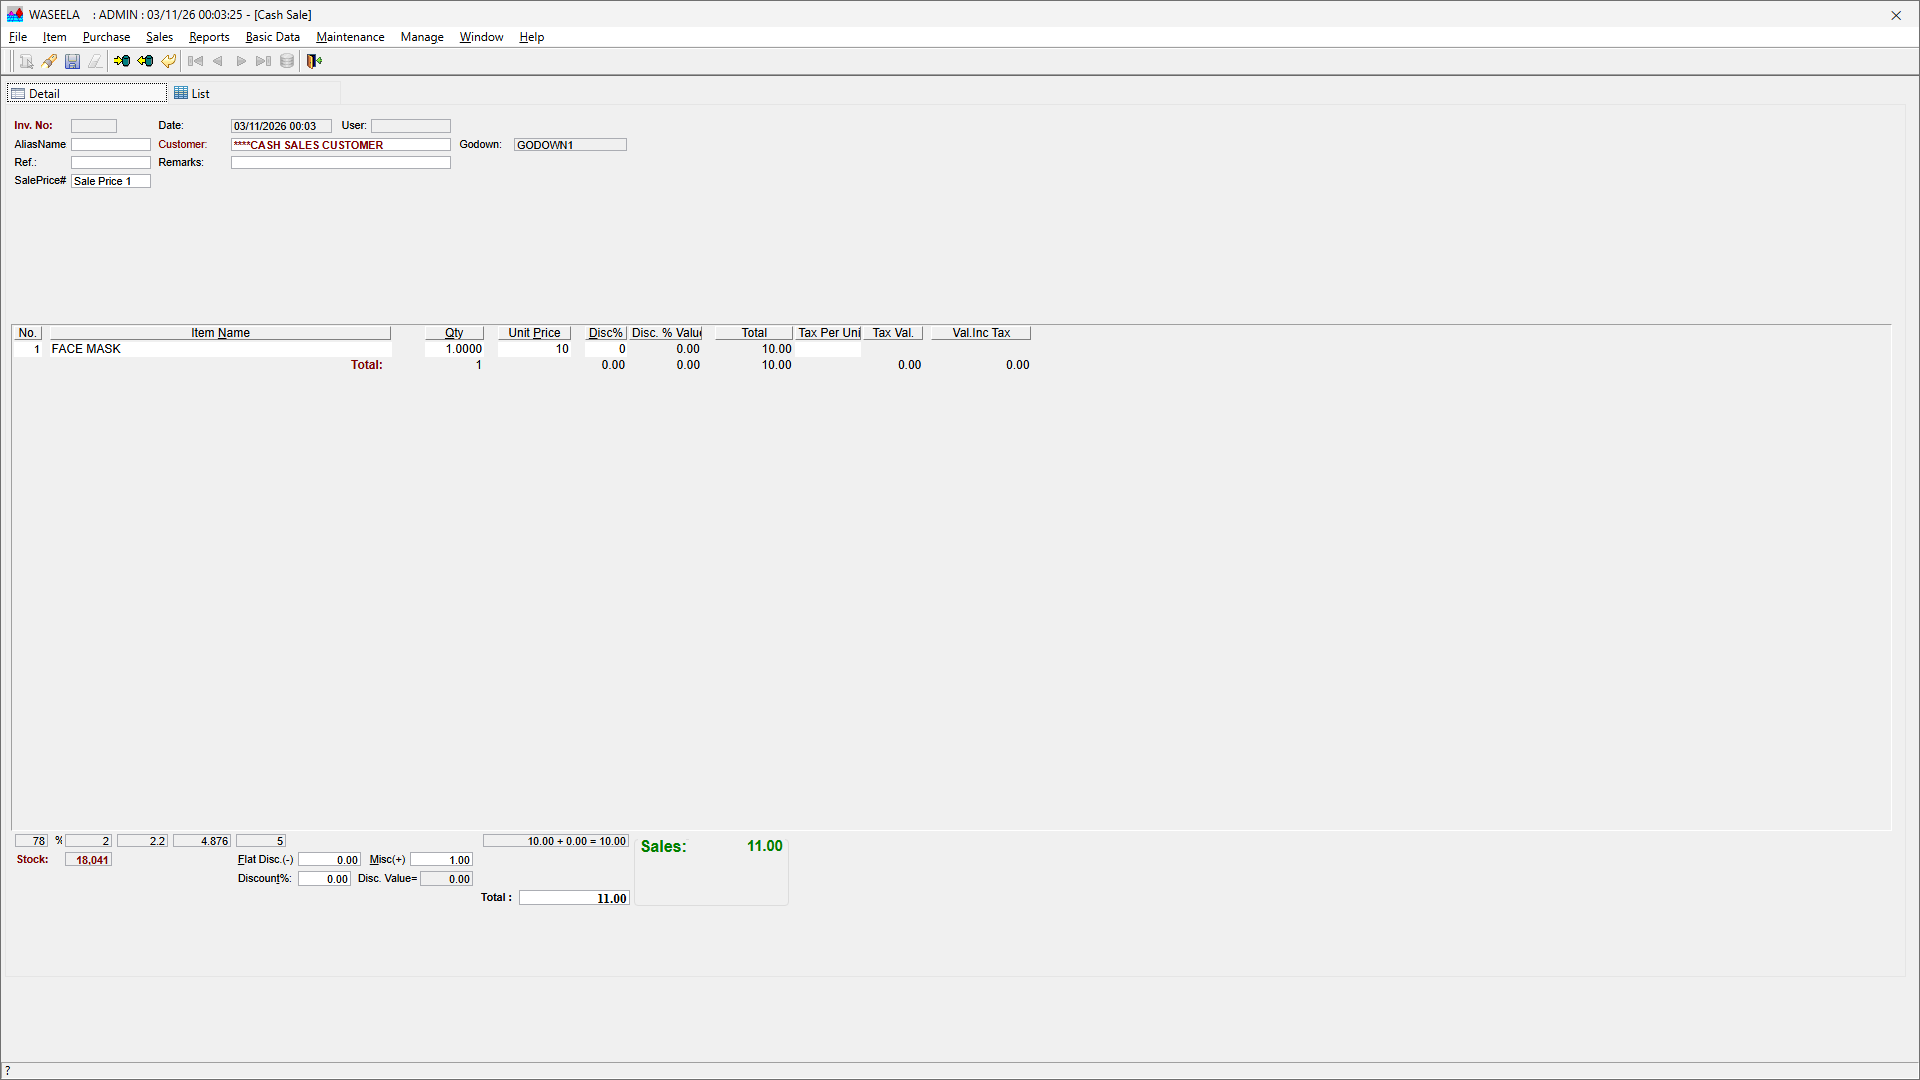 WASEELA : ADMIN : 03/11/26 00:03:25 - [Cash Sale]
File Item Purchase Sales Reports Basic Data Maintenance Manage Window Help
Detail List
Inv. No: Date: 03/11/2026 00:03 User:
AliasName Customer: ****CASH SALES CUSTOMER Godown: GODOWN1
Ref.: Remarks:
SalePrice# Sale Price 1
No. Item Name Qty Unit Price Disc% Disc. % Valu Total Tax Per Uni Tax Val. Val.Inc Tax
1 FACE MASK 1.0000 10 0 0.00 10.00
Total: 1 0.00 0.00 10.00 0.00 0.00
78 % 2 2.2 4.876 5 10.00 + 0.00 = 10.00 Sales: 11.00
Stock: 18,041 Flat Disc.(-) 0.00 Misc(+) 1.00
Discount%: 0.00 Disc. Value= 0.00
Total : 11.00
?